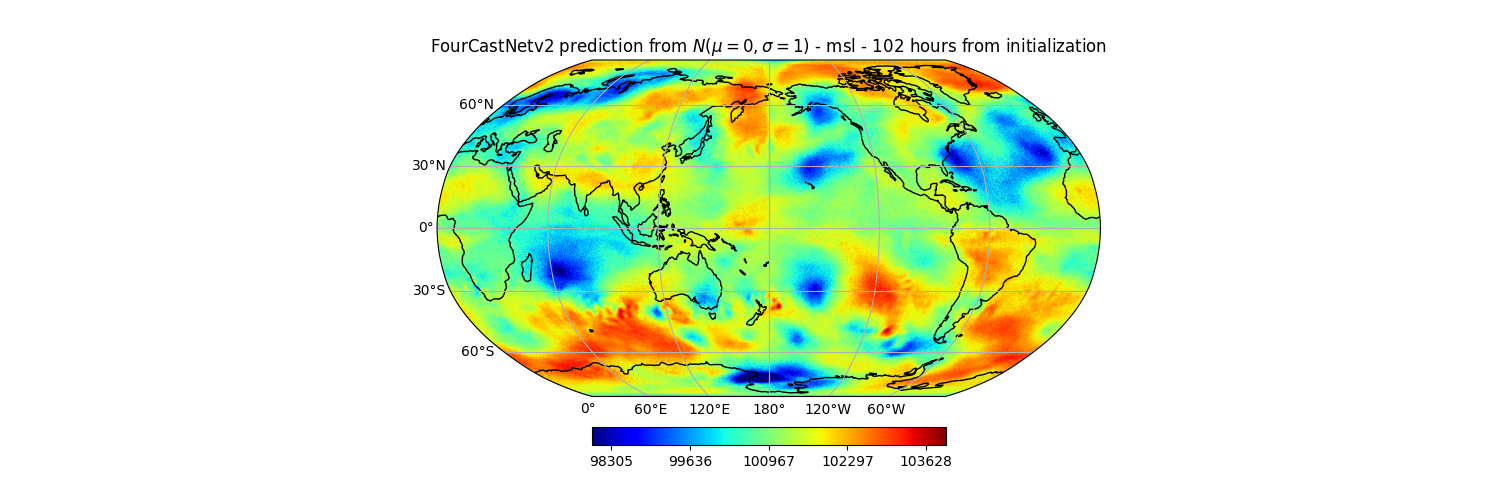 FourCastNetv2 prediction from N(μ = 0, σ = 1) - msl - 102 hours from initialization
60°N
30°N
0°
30°S
60°S
0° 60°E 120°E 180° 120°W 60°W
98305 99636 100967 102297 103628